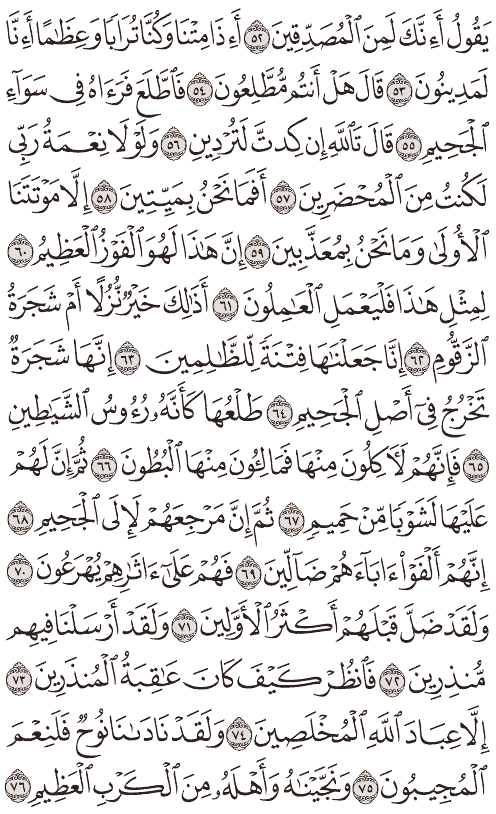 يَقُولُ أَءِنَّكَ لَمِنَ ٱلْمُصَدِّقِينَ ٥٢ أَءِذَا مِتْنَا وَكُنَّا تُرَابًا وَعِظَٰمًا أَءِنَّا
لَمَدِينُونَ ٥٣ قَالَ هَلْ أَنتُم مُّطَّلِعُونَ ٥٤ فَٱطَّلَعَ فَرَءَاهُ فِى سَوَآءِ
ٱلْجَحِيمِ ٥٥ قَالَ تَٱللَّهِ إِن كِدتَّ لَتُرْدِينِ ٥٦ وَلَوْلَا نِعْمَةُ رَبِّى
لَكُنتُ مِنَ ٱلْمُحْضَرِينَ ٥٧ أَفَمَا نَحْنُ بِمَيِّتِينَ ٥٨ إِلَّا مَوْتَتَنَا
ٱلْأُولَىٰ وَمَا نَحْنُ بِمُعَذَّبِينَ ٥٩ إِنَّ هَٰذَا لَهُوَ ٱلْفَوْزُ ٱلْعَظِيمُ ٦٠
لِمِثْلِ هَٰذَا فَلْيَعْمَلِ ٱلْعَٰمِلُونَ ٦١ أَذَٰلِكَ خَيْرٌ نُّزُلًا أَمْ شَجَرَةُ
ٱلزَّقُّومِ ٦٢ إِنَّا جَعَلْنَٰهَا فِتْنَةً لِّلظَّٰلِمِينَ ٦٣ إِنَّهَا شَجَرَةٌ
تَخْرُجُ فِىٓ أَصْلِ ٱلْجَحِيمِ ٦٤ طَلْعُهَا كَأَنَّهُۥ رُءُوسُ ٱلشَّيَٰطِينِ
٦٥ فَإِنَّهُمْ لَءَاكِلُونَ مِنْهَا فَمَالِـُٔونَ مِنْهَا ٱلْبُطُونَ ٦٦ ثُمَّ إِنَّ لَهُمْ
عَلَيْهَا لَشَوْبًا مِّنْ حَمِيمٍ ٦٧ ثُمَّ إِنَّ مَرْجِعَهُمْ لَإِلَى ٱلْجَحِيمِ ٦٨
إِنَّهُمْ أَلْفَوْا۟ ءَابَآءَهُمْ ضَآلِّينَ ٦٩ فَهُمْ عَلَىٰٓ ءَاثَٰرِهِمْ يُهْرَعُونَ ٧٠
وَلَقَدْ ضَلَّ قَبْلَهُمْ أَكْثَرُ ٱلْأَوَّلِينَ ٧١ وَلَقَدْ أَرْسَلْنَا فِيهِم
مُّنذِرِينَ ٧٢ فَٱنظُرْ كَيْفَ كَانَ عَٰقِبَةُ ٱلْمُنذَرِينَ ٧٣
إِلَّا عِبَادَ ٱللَّهِ ٱلْمُخْلَصِينَ ٧٤ وَلَقَدْ نَادَىٰنَا نُوحٌ فَلَنِعْمَ
ٱلْمُجِيبُونَ ٧٥ وَنَجَّيْنَٰهُ وَأَهْلَهُۥ مِنَ ٱلْكَرْبِ ٱلْعَظِيمِ ٧٦